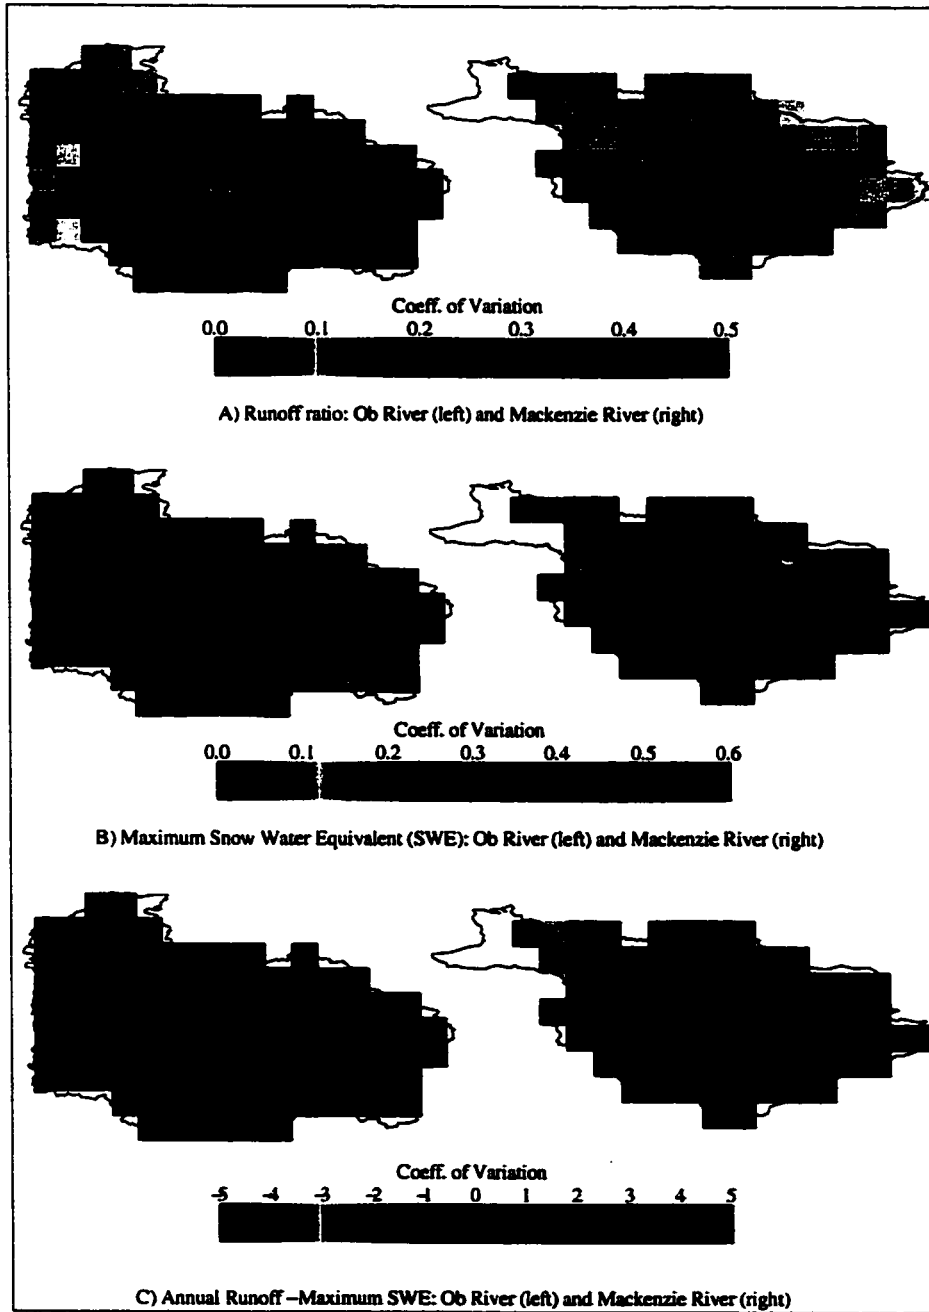 Coeff. of Variation
0.0 0.1 0.2 0.3 0.4 0.5
A) Runoff ratio: Ob River (left) and Mackenzie River (right)
Coeff. of Variation
0.0 0.1 0.2 0.3 0.4 0.5 0.6
B) Maximum Snow Water Equivalent (SWE): Ob River (left) and Mackenzie River (right)
Coeff. of Variation
-5 -4 -3 -2 -1 0 1 2 3 4 5
C) Annual Runoff –Maximum SWE: Ob River (left) and Mackenzie River (right)